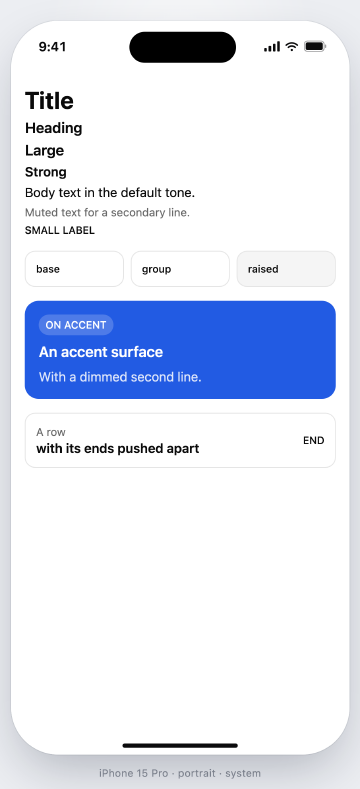 9:41
Title
Heading
Large
Strong
Body text in the default tone.
Muted text for a secondary line.
SMALL LABEL
base
group
raised
ON ACCENT
An accent surface
With a dimmed second line.
A row
with its ends pushed apart
END
iPhone 15 Pro · portrait · system